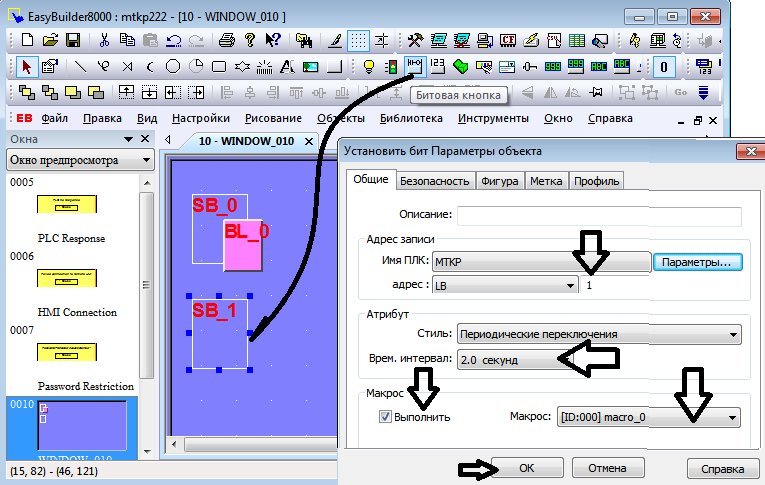 EasyBuilder8000 : mtkp222 - [10 - WINDOW_010 ]
Битовая кнопка
EB Файл Правка Вид Настройки Рисование Объекты Библиотека Инструменты Окно Справка
Окна
10 - WINDOW_010
Окно предпросмотра
0005
PLC Response
0006
HMI Connection
0007
Password Restriction
0010
WINDOW_010
SB_0
BL_0
SB_1
Установить бит Параметры объекта
Общие Безопасность Фигура Метка Профиль
Описание:
Адрес записи
Имя ПЛК: МТКР Параметры...
адрес : LB 1
Атрибут
Стиль: Периодические переключения
Врем. интервал: 2.0 секунд
Макрос
Выполнить Макрос: [ID:000] macro_0
OK Отмена Справка
(15, 82) - (46, 121)